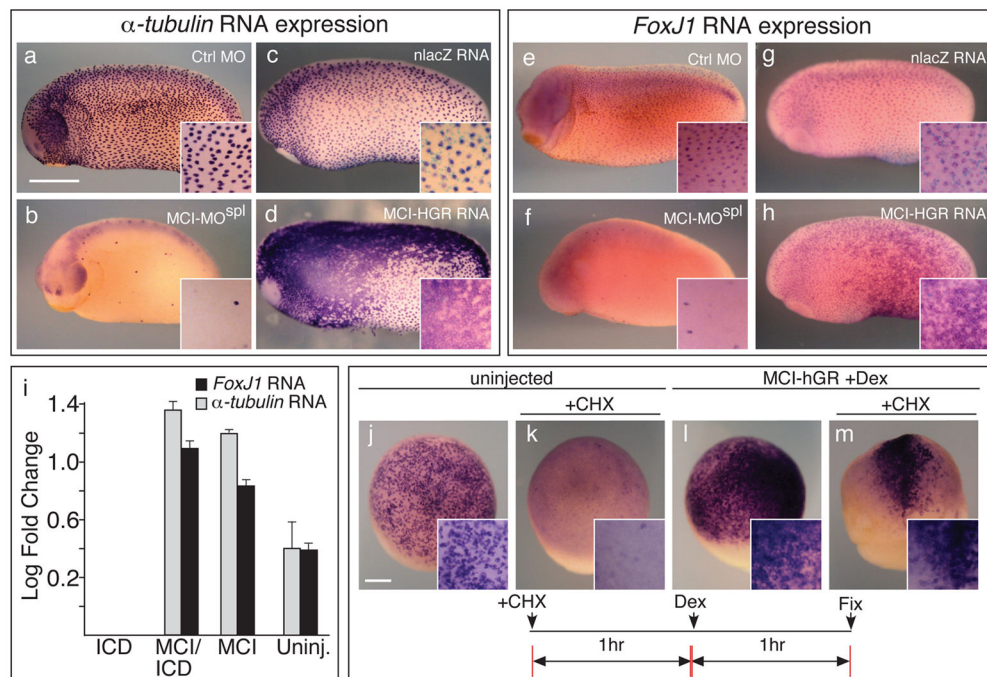 α-tubulin RNA expression
a
Ctrl MO
c
nlacZ RNA
b
MCI-MOspl
d
MCI-HGR RNA
FoxJ1 RNA expression
e
Ctrl MO
g
nlacZ RNA
f
MCI-MOspl
h
MCI-HGR RNA
i
FoxJ1 RNA
α-tubulin RNA
Log Fold Change
1.4
1.0
0.6
0.2
ICD
MCI/
ICD
MCI
Uninj.
uninjected
MCI-hGR +Dex
+CHX
+CHX
j
k
l
m
+CHX
Dex
Fix
1hr
1hr